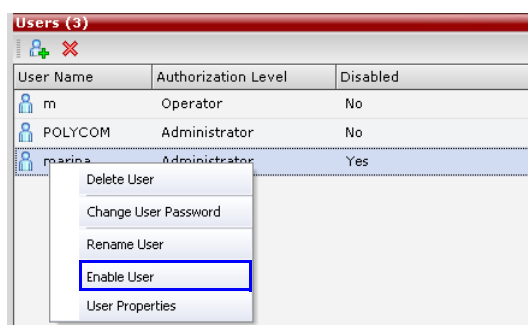 Users (3)
User Name Authorization Level Disabled
m Operator No
POLYCOM Administrator No
marina Administrator Yes
Delete User
Change User Password
Rename User
Enable User
User Properties